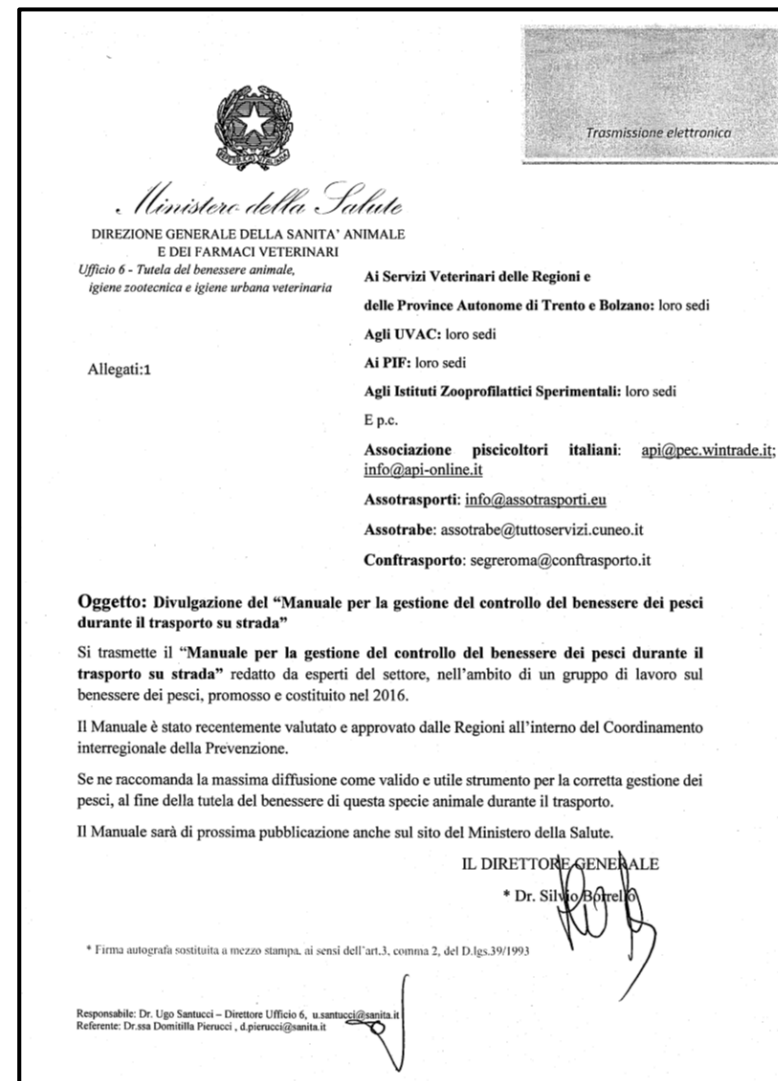 Trasmissione elettronica
REPVBBLICA ITALIANA
Ministero della Salute
DIREZIONE GENERALE DELLA SANITA' ANIMALE
E DEI FARMACI VETERINARI
Ufficio 6 - Tutela del benessere animale,
igiene zootecnica e igiene urbana veterinaria
Allegati:1
Ai Servizi Veterinari delle Regioni e
delle Province Autonome di Trento e Bolzano: loro sedi
Agli UVAC: loro sedi
Ai PIF: loro sedi
Agli Istituti Zooprofilattici Sperimentali: loro sedi
E p.c.
Associazione piscicoltori italiani: api@pec.wintrade.it;
info@api-online.it
Assotrasporti: info@assotrasporti.eu
Assotrabe: assotrabe@tuttoservizi.cuneo.it
Conftrasporto: segreroma@conftrasporto.it
Oggetto: Divulgazione del “Manuale per la gestione del controllo del benessere dei pesci
durante il trasporto su strada”
Si trasmette il “Manuale per la gestione del controllo del benessere dei pesci durante il
trasporto su strada” redatto da esperti del settore, nell'ambito di un gruppo di lavoro sul
benessere dei pesci, promosso e costituito nel 2016.
Il Manuale è stato recentemente valutato e approvato dalle Regioni all'interno del Coordinamento
interregionale della Prevenzione.
Se ne raccomanda la massima diffusione come valido e utile strumento per la corretta gestione dei
pesci, al fine della tutela del benessere di questa specie animale durante il trasporto.
Il Manuale sarà di prossima pubblicazione anche sul sito del Ministero della Salute.
IL DIRETTORE GENERALE
* Dr. Silvio Borrello
* Firma autografa sostituita a mezzo stampa, ai sensi dell'art.3, comma 2, del D.lgs.39/1993
Responsabile: Dr. Ugo Santucci – Direttore Ufficio 6, u.santucci@sanita.it
Referente: Dr.ssa Domitilla Pierucci , d.pierucci@sanita.it